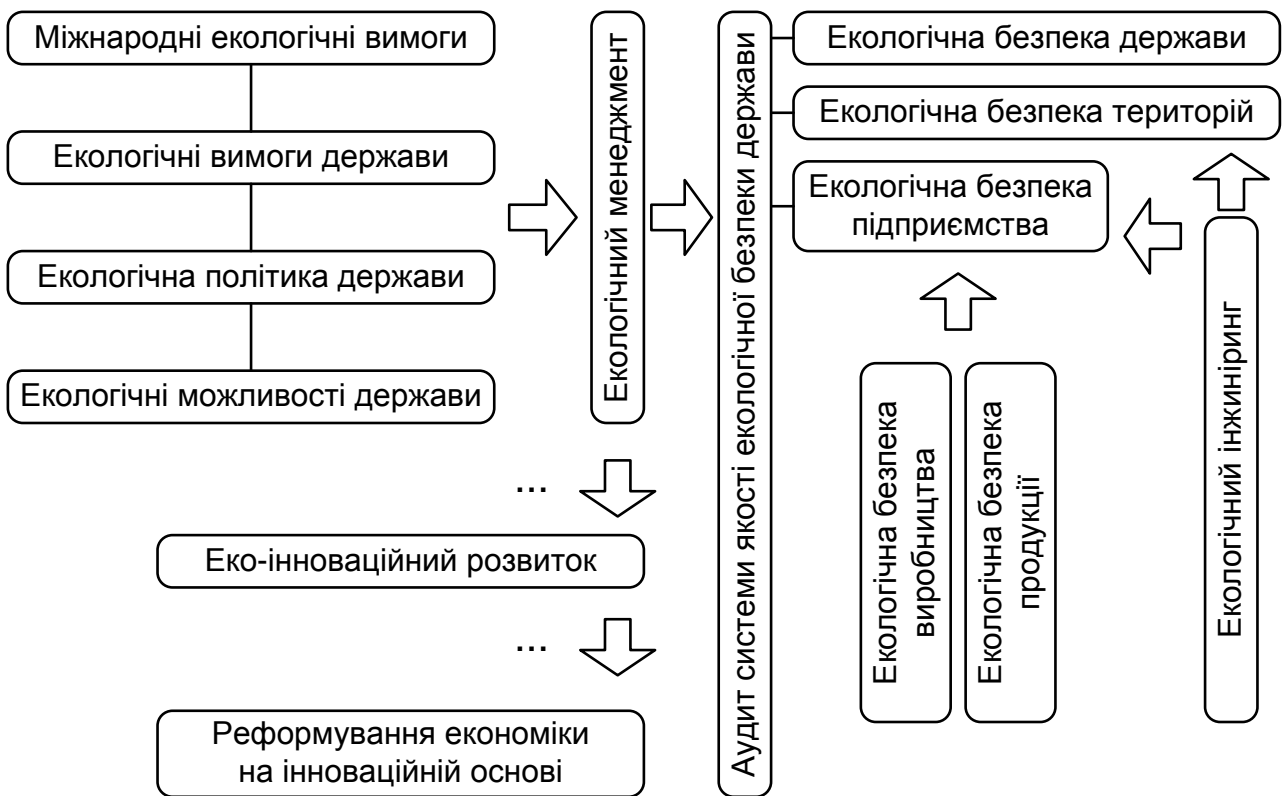 Міжнародні екологічні вимоги
Екологічні вимоги держави
Екологічна політика держави
Екологічні можливості держави
Екологічний менеджмент
...
Еко-інноваційний розвиток
...
Реформування економіки
на інноваційній основі
Аудит системи якості екологічної безпеки держави
Екологічна безпека держави
Екологічна безпека територій
Екологічна безпека
підприємства
Екологічна безпека
виробництва
Екологічна безпека
продукції
Екологічний інжиніринг